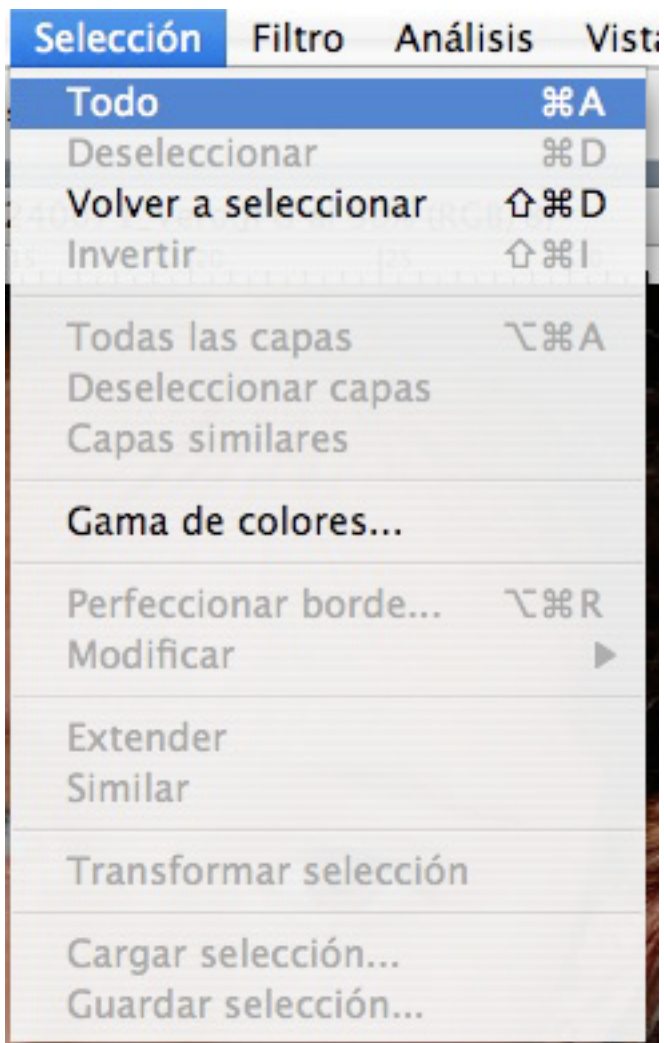 Selección Filtro Análisis Vista
Todo ⌘A
Deseleccionar ⌘D
Volver a seleccionar ⇧⌘D
Invertir ⇧⌘I
Todas las capas ⌥⌘A
Deseleccionar capas
Capas similares
Gama de colores...
Perfeccionar borde... ⌥⌘R
Modificar ▶
Extender
Similar
Transformar selección
Cargar selección...
Guardar selección...